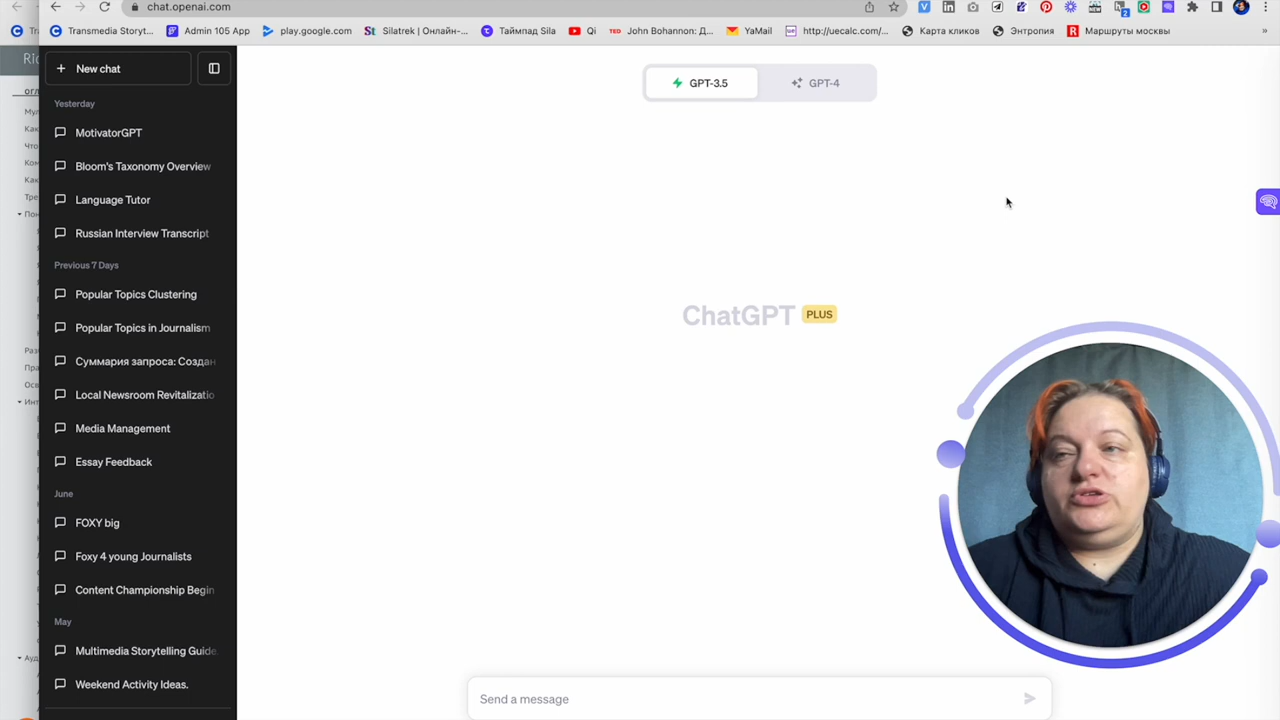 chat.openai.com
Transmedia Storyt...
Admin 105 App
play.google.com
Silatrek | Онлайн-...
Таймпад Sila
Qi
TED
John Bohannon: Д...
YaMail
http://uecalc.com/...
Карта кликов
Энтропия
Маршруты москвы
»
New chat
GPT-3.5
GPT-4
Yesterday
MotivatorGPT
Bloom's Taxonomy Overview
Language Tutor
Russian Interview Transcript
Previous 7 Days
Popular Topics Clustering
Popular Topics in Journalism
Суммария запроса: Создан
Local Newsroom Revitalizatio
Media Management
Essay Feedback
June
FOXY big
Foxy 4 young Journalists
Content Championship Begin
May
Multimedia Storytelling Guide
Weekend Activity Ideas.
ChatGPT PLUS
Send a message